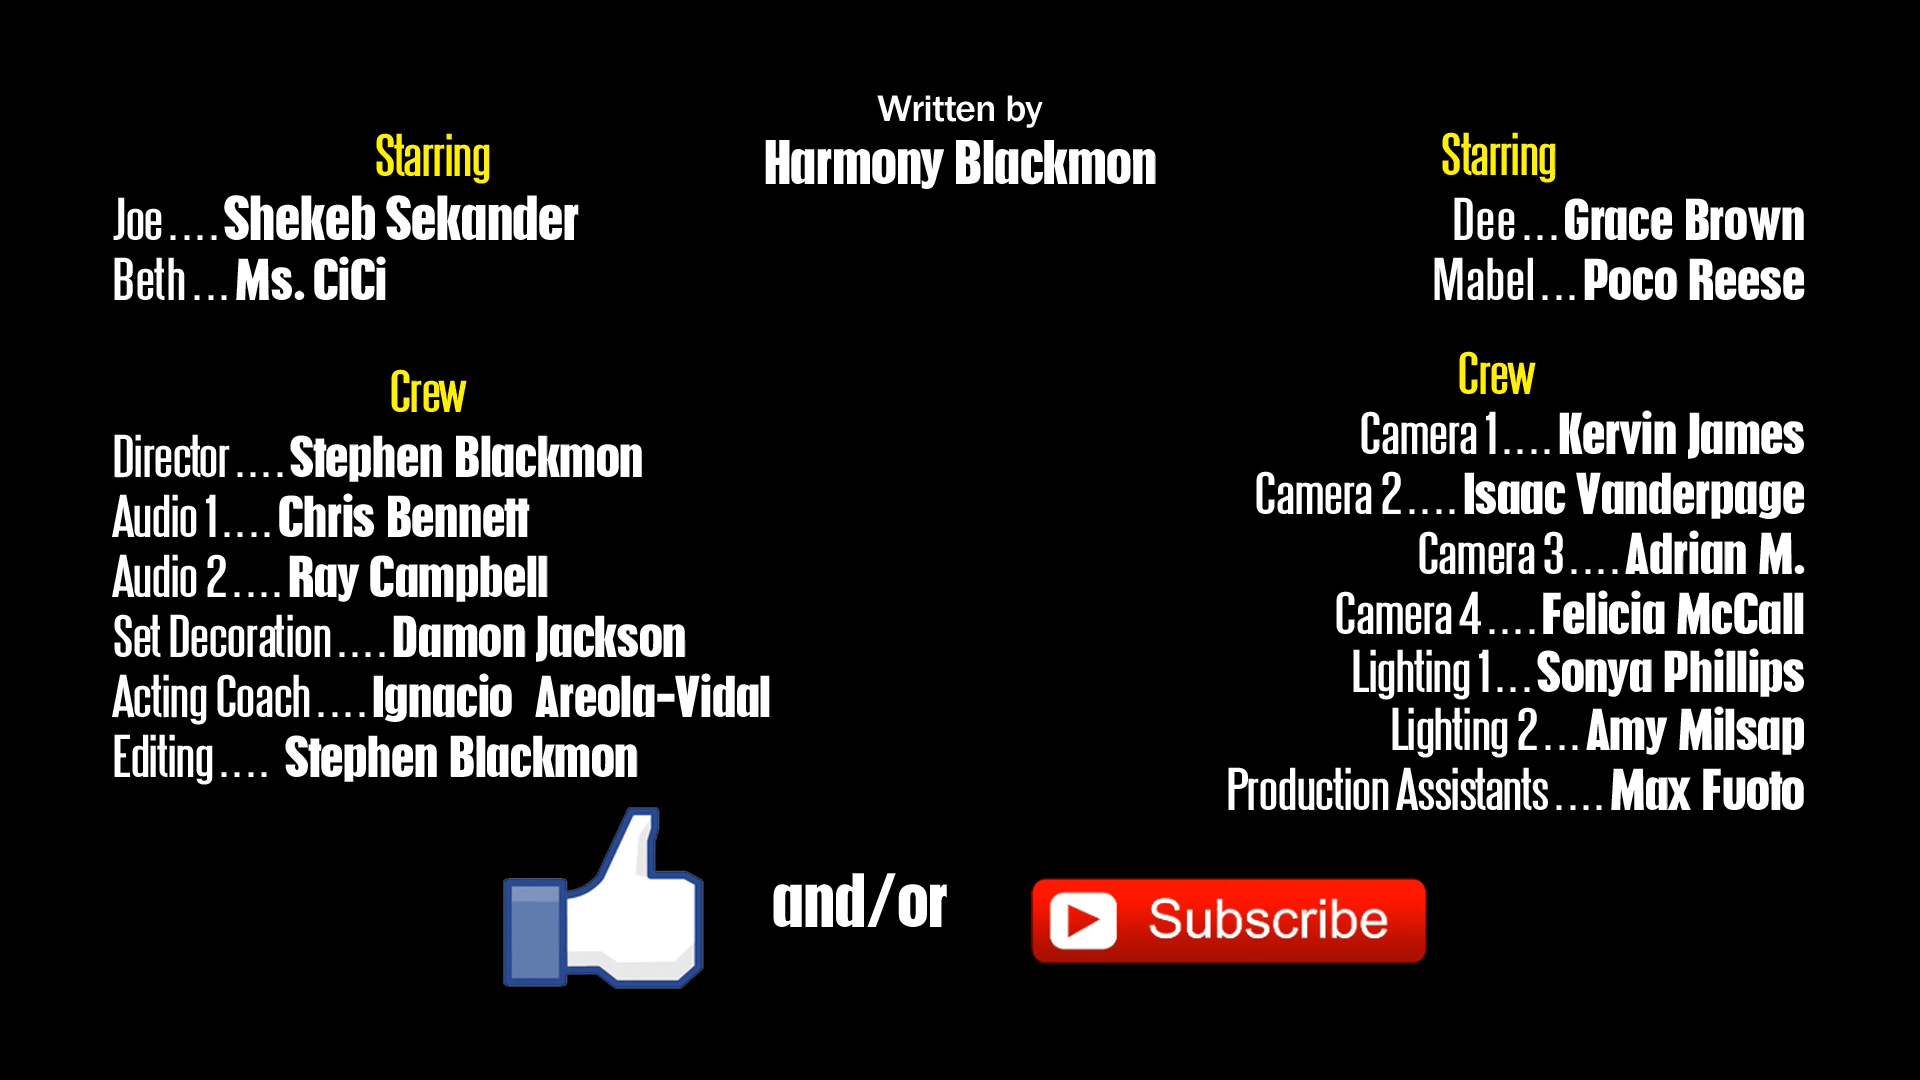 Written by
Harmony Blackmon
Starring
Joe .... Shekeb Sekander
Beth ... Ms. CiCi
Crew
Director .... Stephen Blackmon
Audio 1 .... Chris Bennett
Audio 2 .... Ray Campbell
Set Decoration .... Damon Jackson
Acting Coach .... Ignacio Areola-Vidal
Editing .... Stephen Blackmon
Starring
Dee ... Grace Brown
Mabel ... Poco Reese
Crew
Camera 1 .... Kervin James
Camera 2 .... Isaac Vanderpage
Camera 3 .... Adrian M.
Camera 4 .... Felicia McCall
Lighting 1 ... Sonya Phillips
Lighting 2 ... Amy Milsap
Production Assistants .... Max Fuoto
and/or
Subscribe